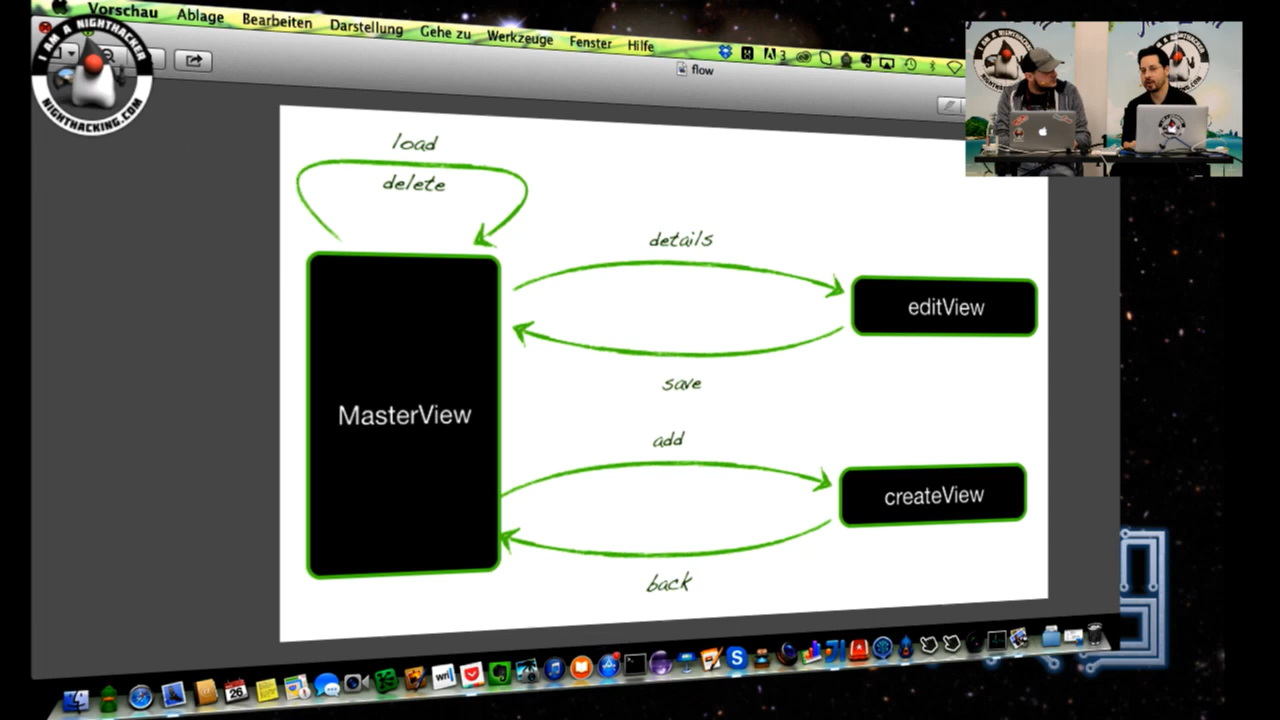 Vorschau Ablage Bearbeiten Darstellung Gehe zu Werkzeuge Fenster Hilfe
I AM A NIGHTHACKER
NIGHTHACKING.COM
flow
load
delete
details
editView
save
MasterView
add
createView
back
26